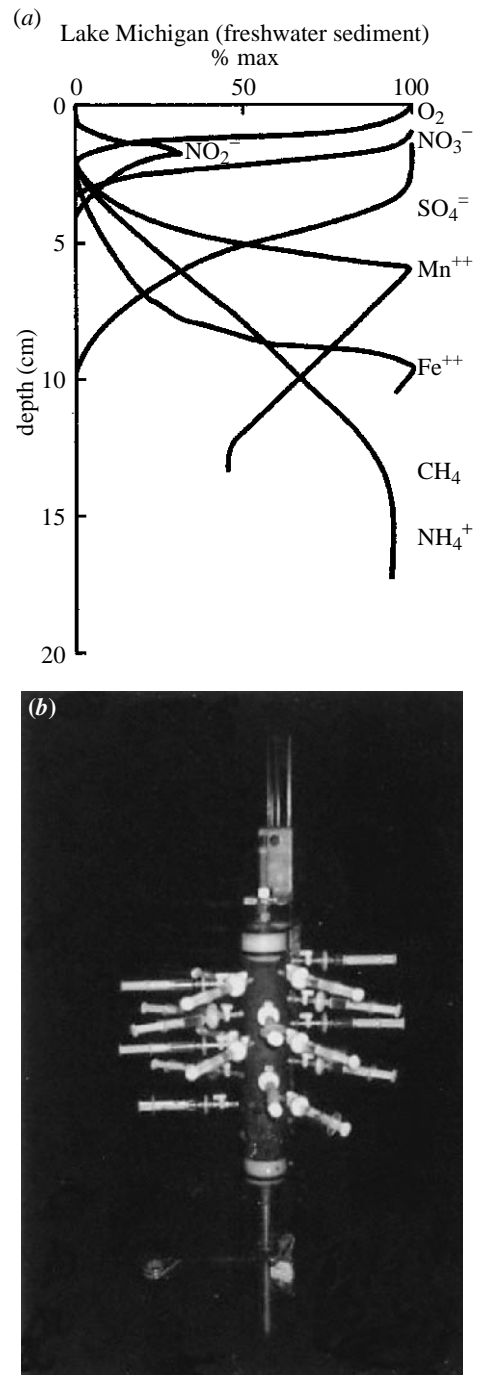 (a)
Lake Michigan (freshwater sediment)
% max
0 50 100
O₂
NO₃⁻
NO₂⁻
SO₄⁼
5
Mn⁺⁺
Fe⁺⁺
10
depth (cm)
CH₄
15
NH₄⁺
20
(b)